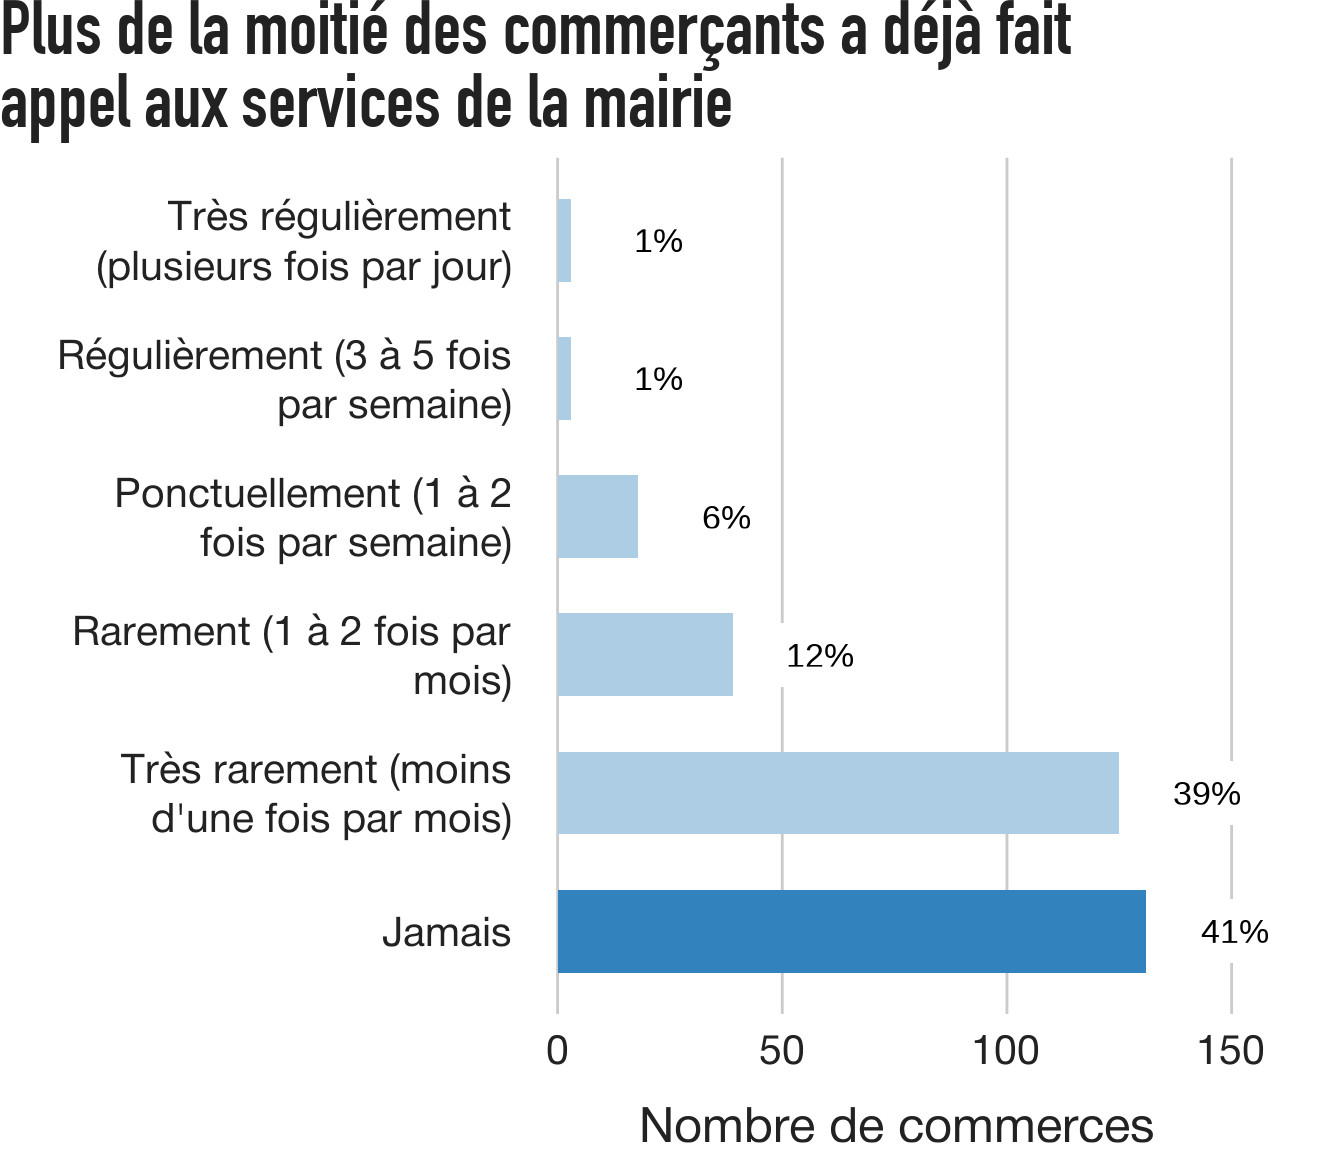 Plus de la moitié des commerçants a déjà fait
appel aux services de la mairie
Très régulièrement
(plusieurs fois par jour)
1%
Régulièrement (3 à 5 fois
par semaine)
1%
Ponctuellement (1 à 2
fois par semaine)
6%
Rarement (1 à 2 fois par
mois)
12%
Très rarement (moins
d'une fois par mois)
39%
Jamais
41%
0 50 100 150
Nombre de commerces